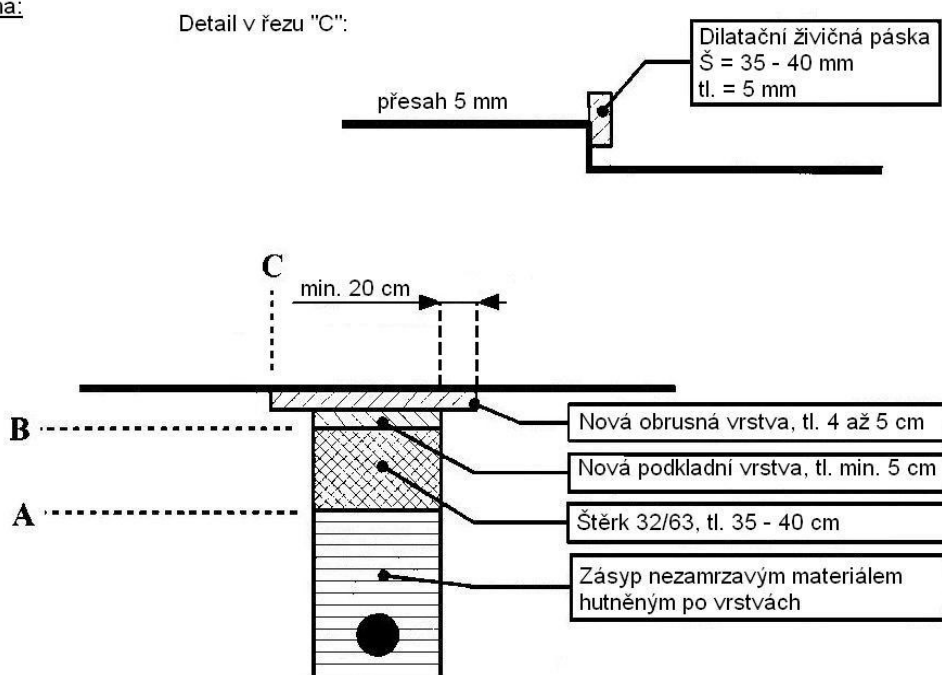 Detail v řezu "C":
Dilatační živičná páska
Š = 35 - 40 mm
tl. = 5 mm
přesah 5 mm
C
min. 20 cm
B
Nová obrusná vrstva, tl. 4 až 5 cm
Nová podkladní vrstva, tl. min. 5 cm
A
Štěrk 32/63, tl. 35 - 40 cm
Zásyp nezamrzavým materiálem
hutněným po vrstvách